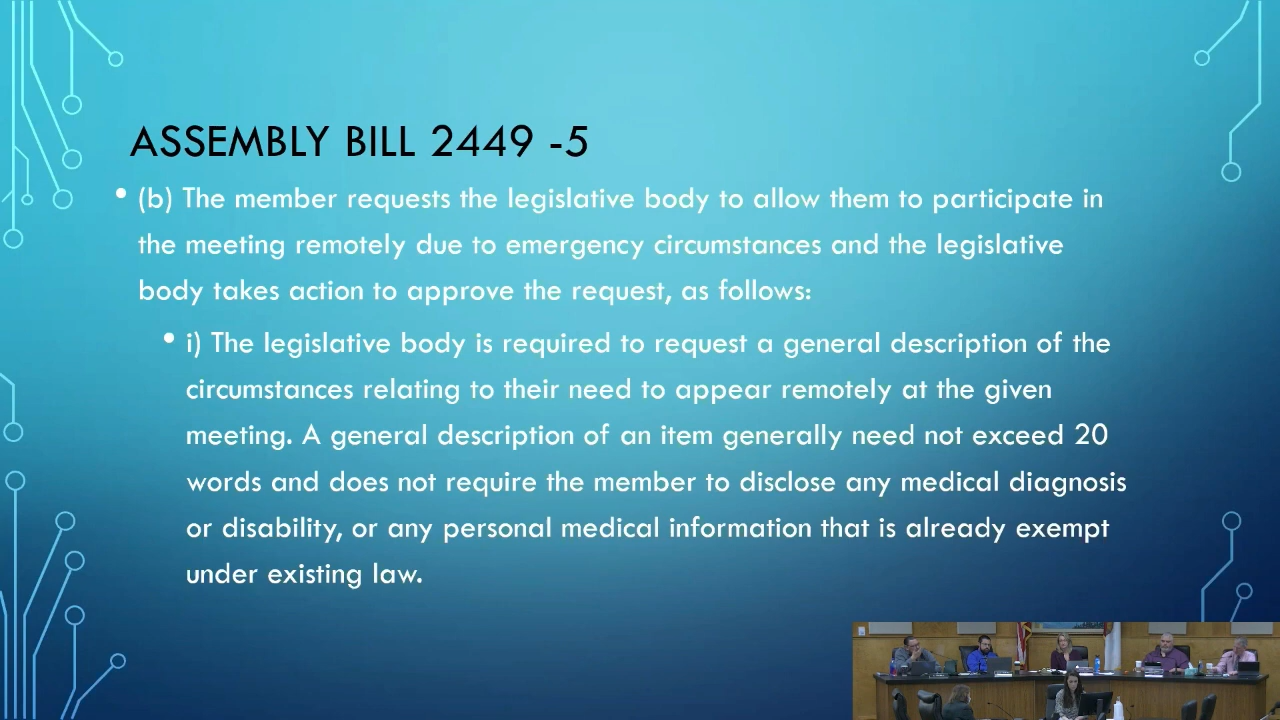 ASSEMBLY BILL 2449 -5
• (b) The member requests the legislative body to allow them to participate in
the meeting remotely due to emergency circumstances and the legislative
body takes action to approve the request, as follows:
• i) The legislative body is required to request a general description of the
circumstances relating to their need to appear remotely at the given
meeting. A general description of an item generally need not exceed 20
words and does not require the member to disclose any medical diagnosis
or disability, or any personal medical information that is already exempt
under existing law.